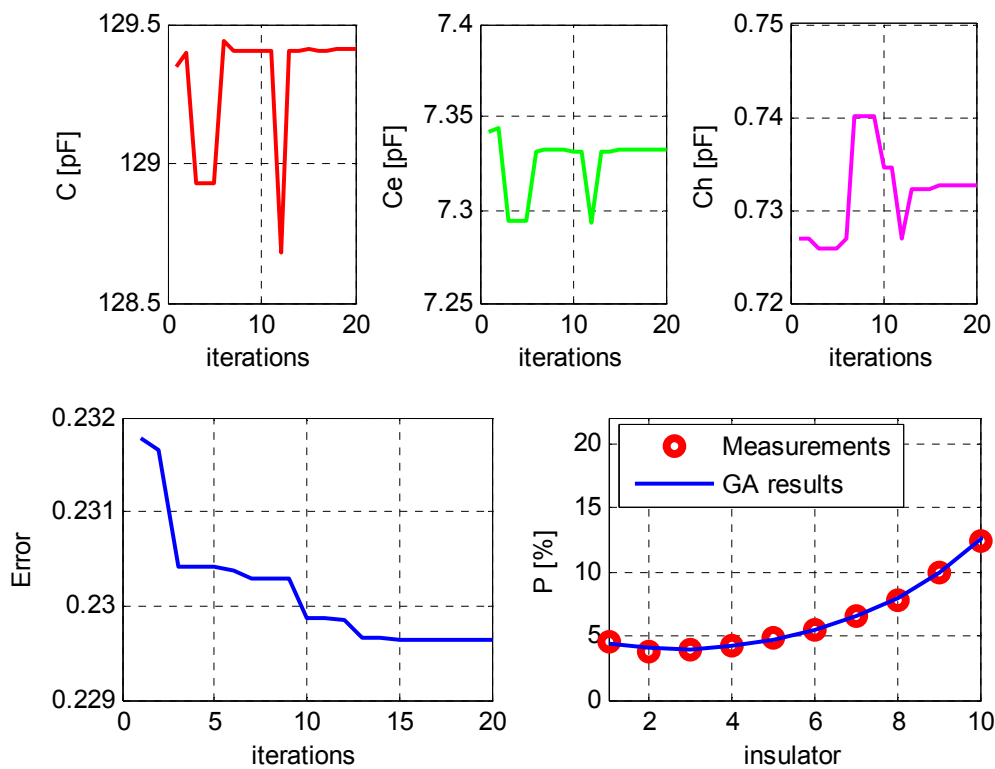 129.5
129
128.5
C [pF]
0 10 20
iterations
7.4
7.35
7.3
7.25
Ce [pF]
0 10 20
iterations
0.75
0.74
0.73
0.72
Ch [pF]
0 10 20
iterations
0.232
0.231
0.23
0.229
Error
0 5 10 15 20
iterations
20
15
10
5
0
P [%]
Measurements
GA results
2 4 6 8 10
insulator